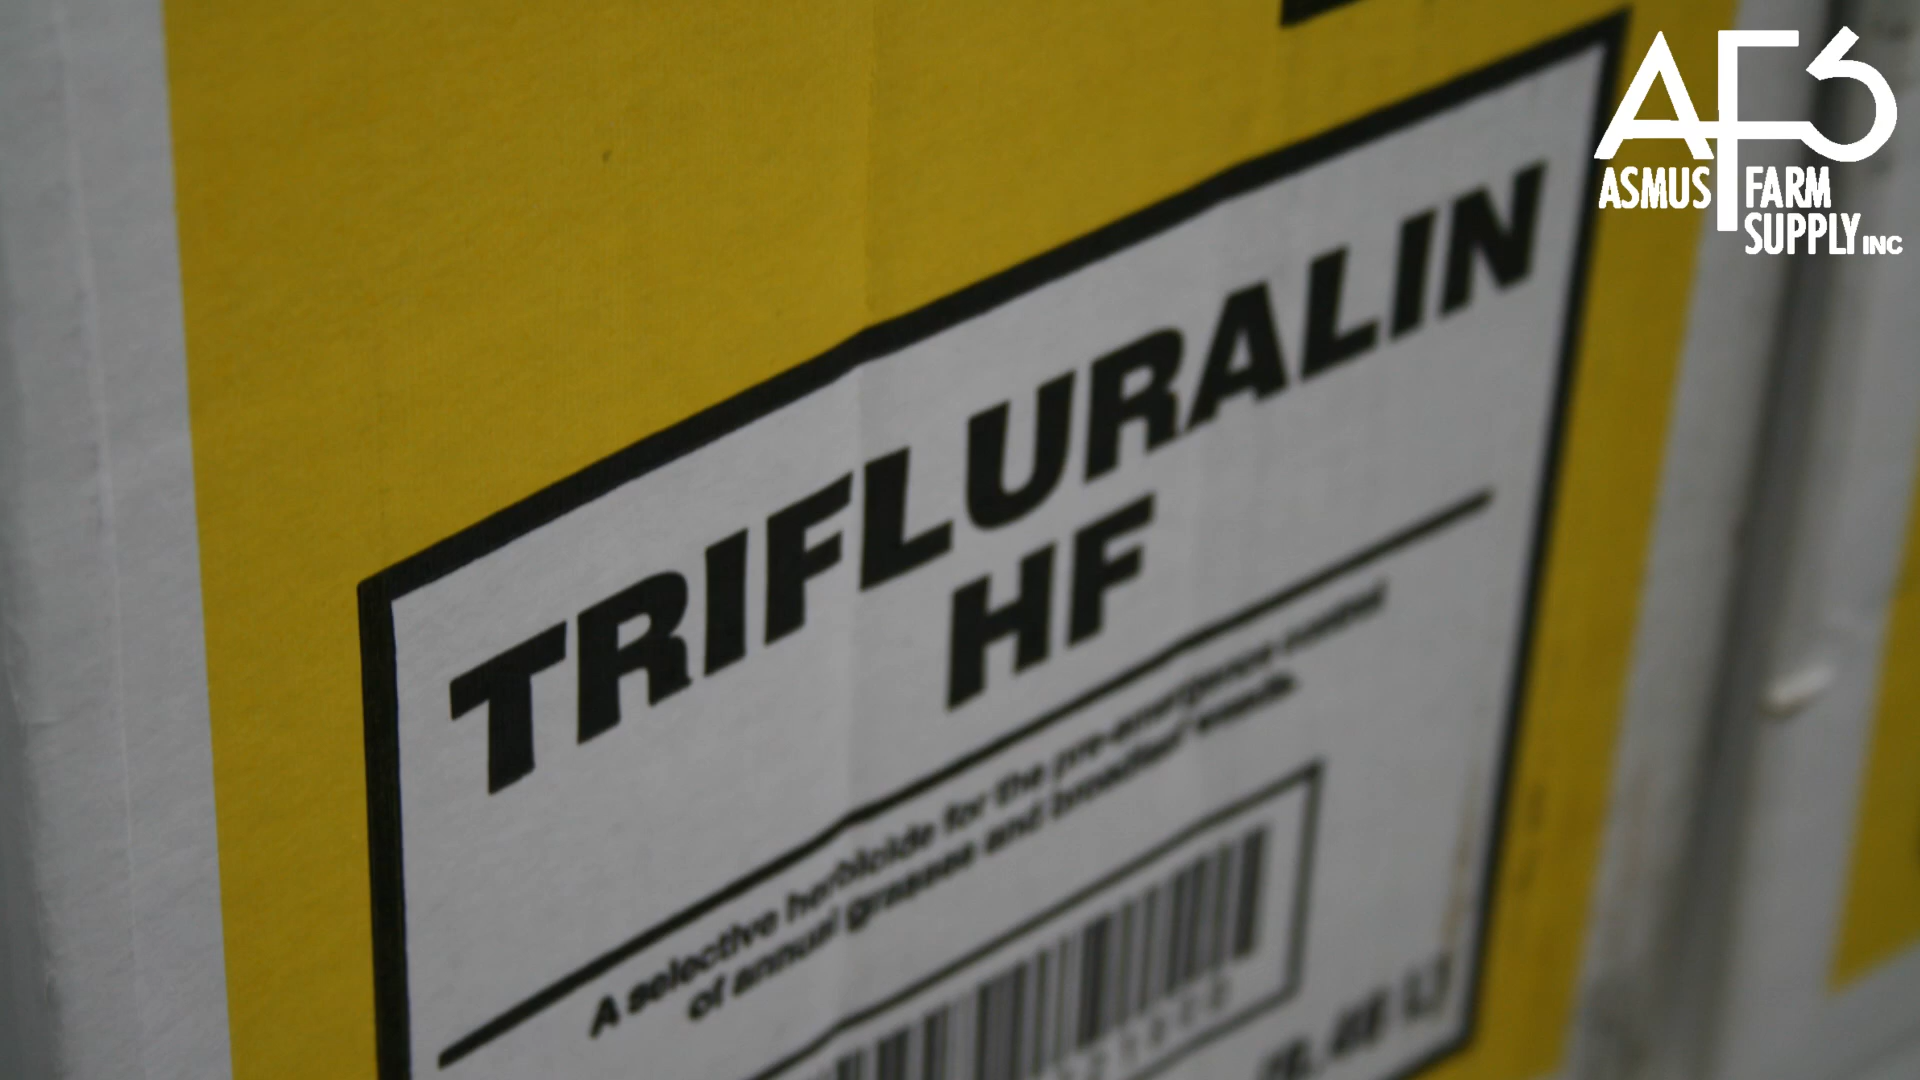 AFS
ASMUS FARM
SUPPLY INC
TRIFLURALIN
HF
A selective herbicide for the pre-emergence control
of annual grasses and broadleaf weeds.